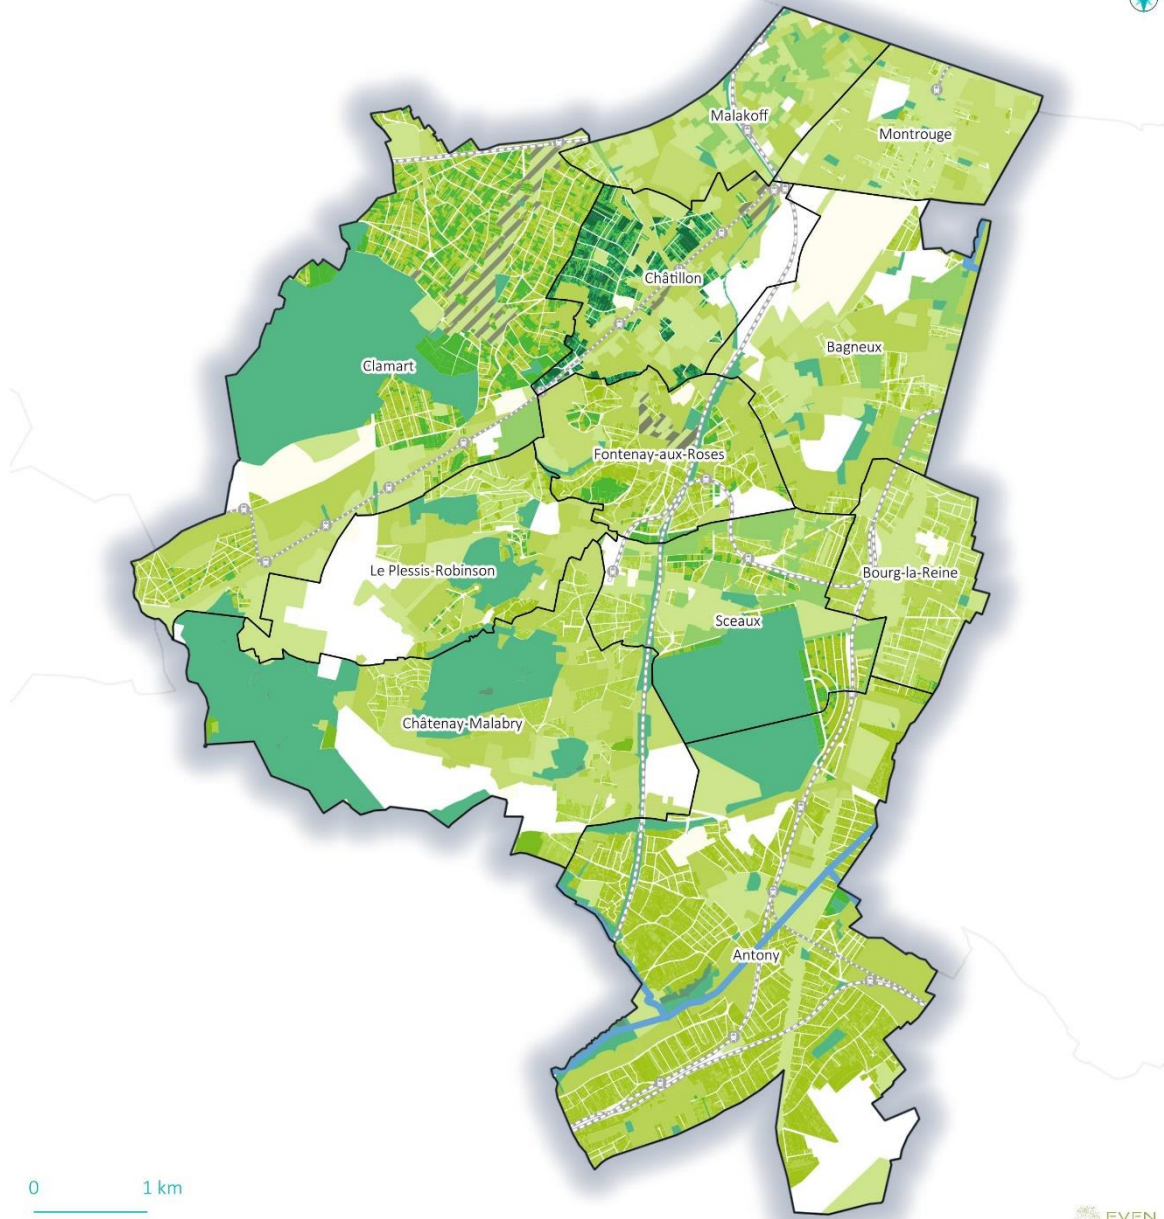 Malakoff
Montrouge
Châtillon
Bagneux
Clamart
Fontenay-aux-Roses
Le Plessis-Robinson
Bourg-la-Reine
Sceaux
Châtenay-Malabry
Antony
0 1 km
EVEN